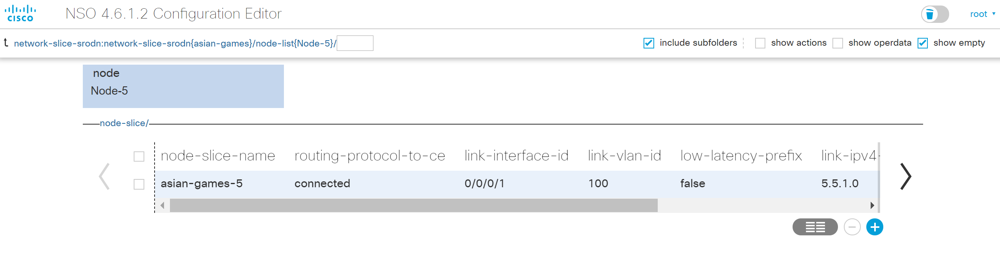 CISCO
NSO 4.6.1.2 Configuration Editor
root
network-slice-srodn:network-slice-srodn{asian-games}/node-list{Node-5}/
include subfolders
show actions
show operdata
show empty
node
Node-5
node-slice/
node-slice-name routing-protocol-to-ce link-interface-id link-vlan-id low-latency-prefix link-ipv4-
asian-games-5 connected 0/0/0/1 100 false 5.5.1.0